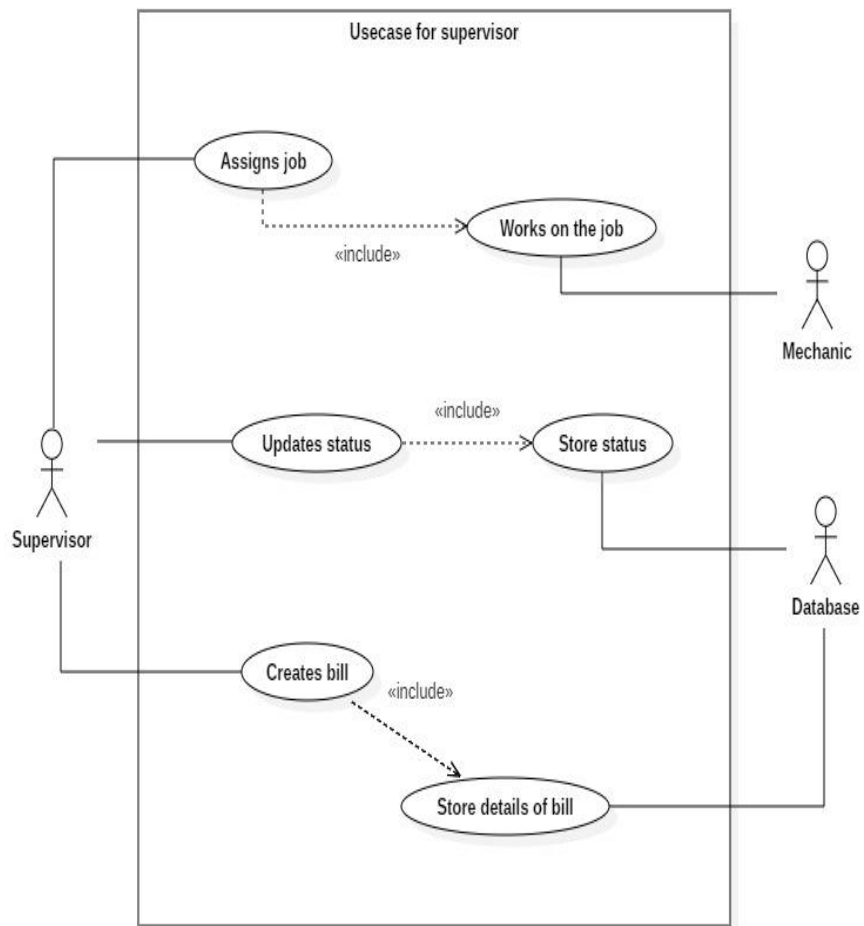 Usecase for supervisor
Assigns job
Works on the job
«include»
Mechanic
«include»
Updates status
Store status
Supervisor
Database
Creates bill
«include»
Store details of bill